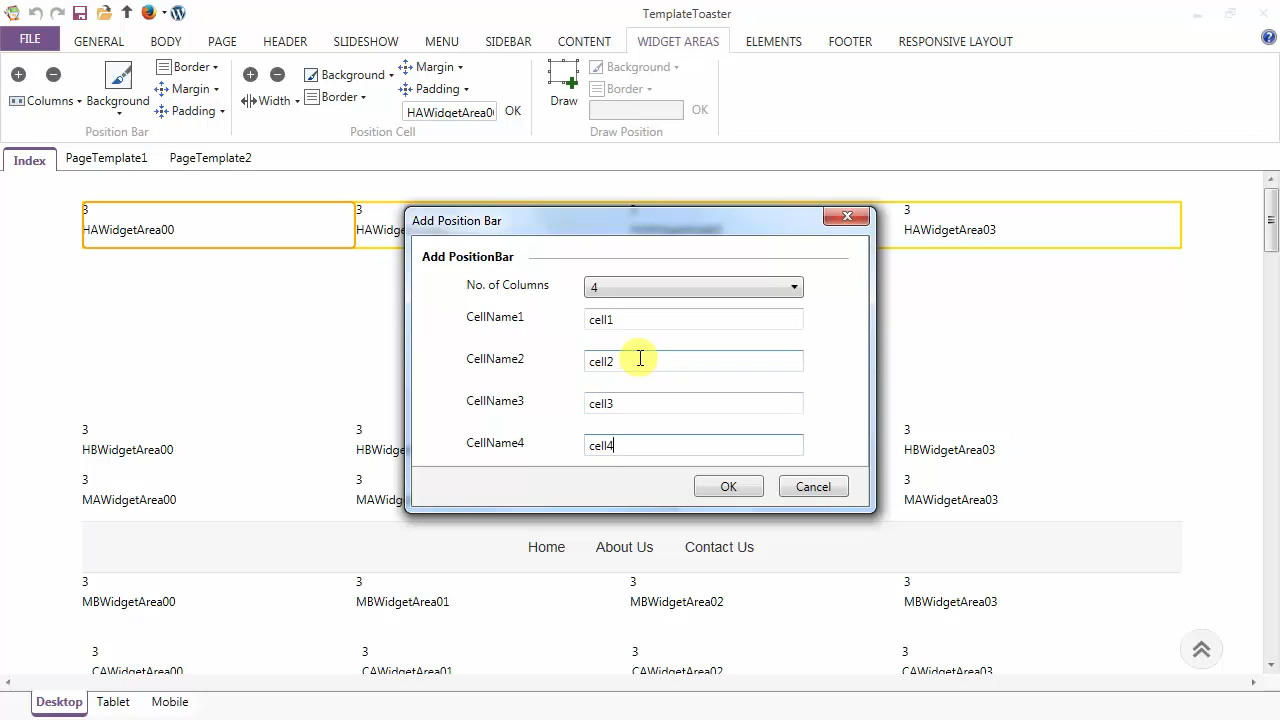 TemplateToaster
FILE GENERAL BODY PAGE HEADER SLIDESHOW MENU SIDEBAR CONTENT WIDGET AREAS ELEMENTS FOOTER RESPONSIVE LAYOUT
Columns Background Border Margin Padding
Position Bar
Width Background Border Margin Padding
HAWidgetArea0 OK
Position Cell
Draw Background Border OK
Draw Position
Index PageTemplate1 PageTemplate2
3 3 3
HAWidgetArea00 HAWidgetArea03
Add Position Bar
Add PositionBar
No. of Columns 4
CellName1 cell1
CellName2 cell2
CellName3 cell3
CellName4 cell4
OK Cancel
3 3 3
HBWidgetArea00 HBWidgetArea03
3 3 3
MAWidgetArea00 MAWidgetArea03
Home About Us Contact Us
3 3 3 3
MBWidgetArea00 MBWidgetArea01 MBWidgetArea02 MBWidgetArea03
3 3 3 3
CAWidgetArea00 CAWidgetArea01 CAWidgetArea02 CAWidgetArea03
Desktop Tablet Mobile